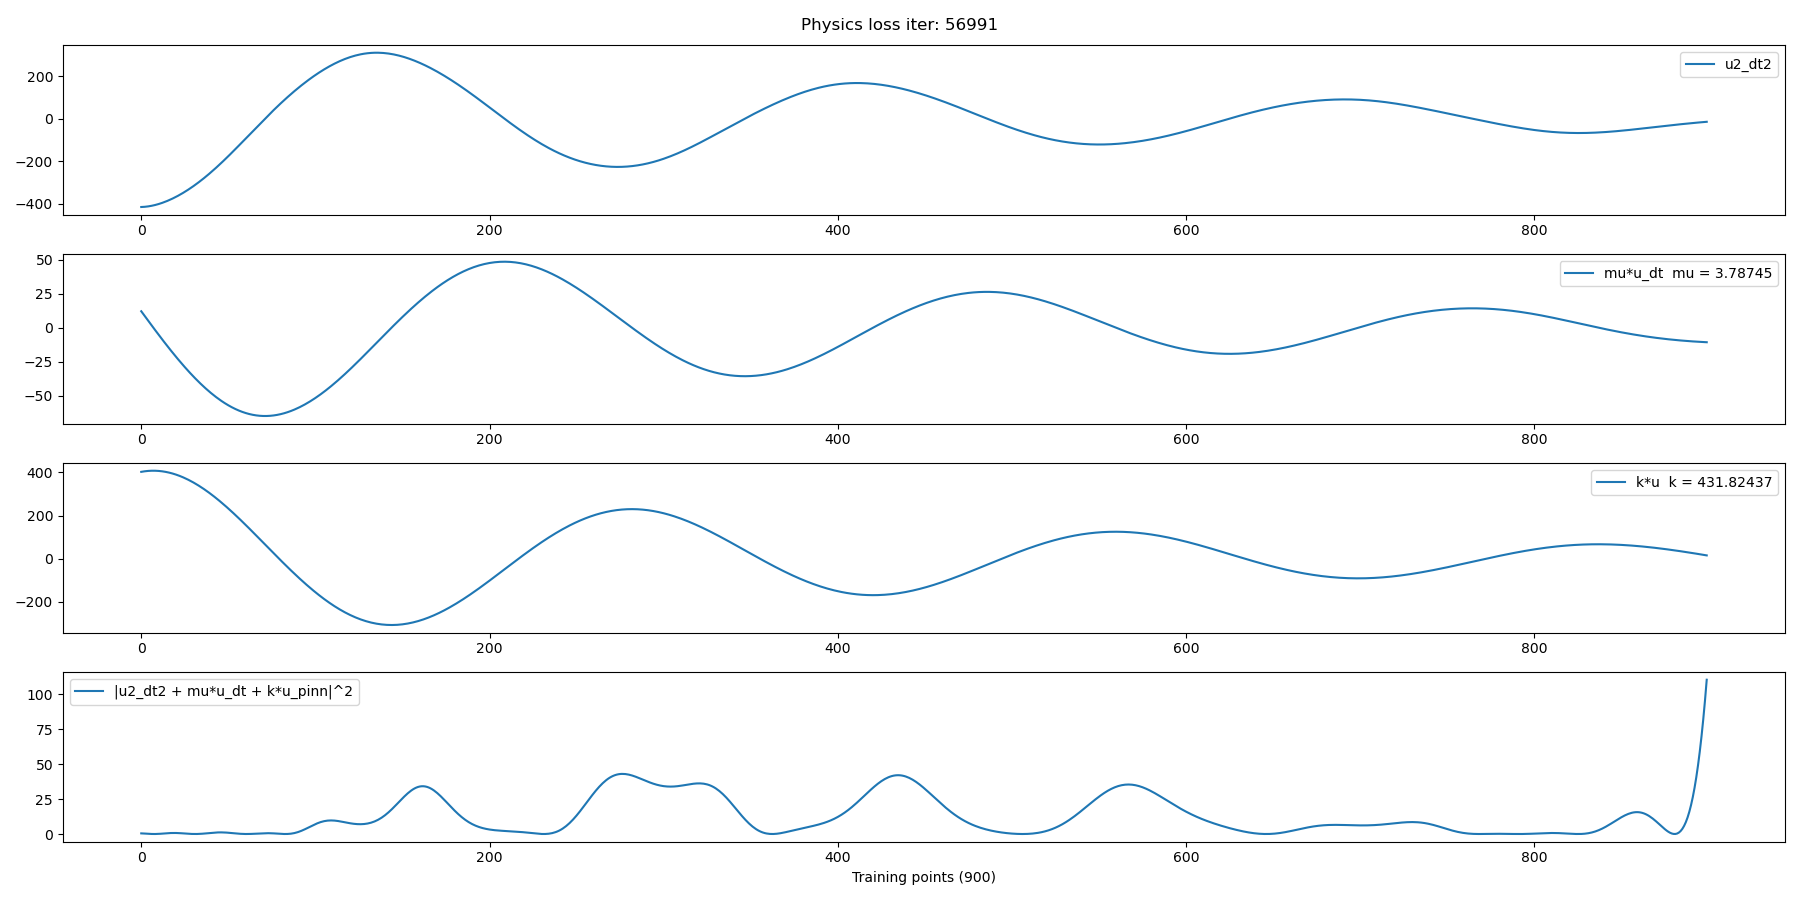 Physics loss iter: 56991
u2_dt2
200
0
−200
−400
0 200 400 600 800
mu*u_dt  mu = 3.78745
50
25
0
−25
−50
0 200 400 600 800
k*u  k = 431.82437
400
200
0
−200
0 200 400 600 800
|u2_dt2 + mu*u_dt + k*u_pinn|^2
100
75
50
25
0
0 200 400 600 800
Training points (900)